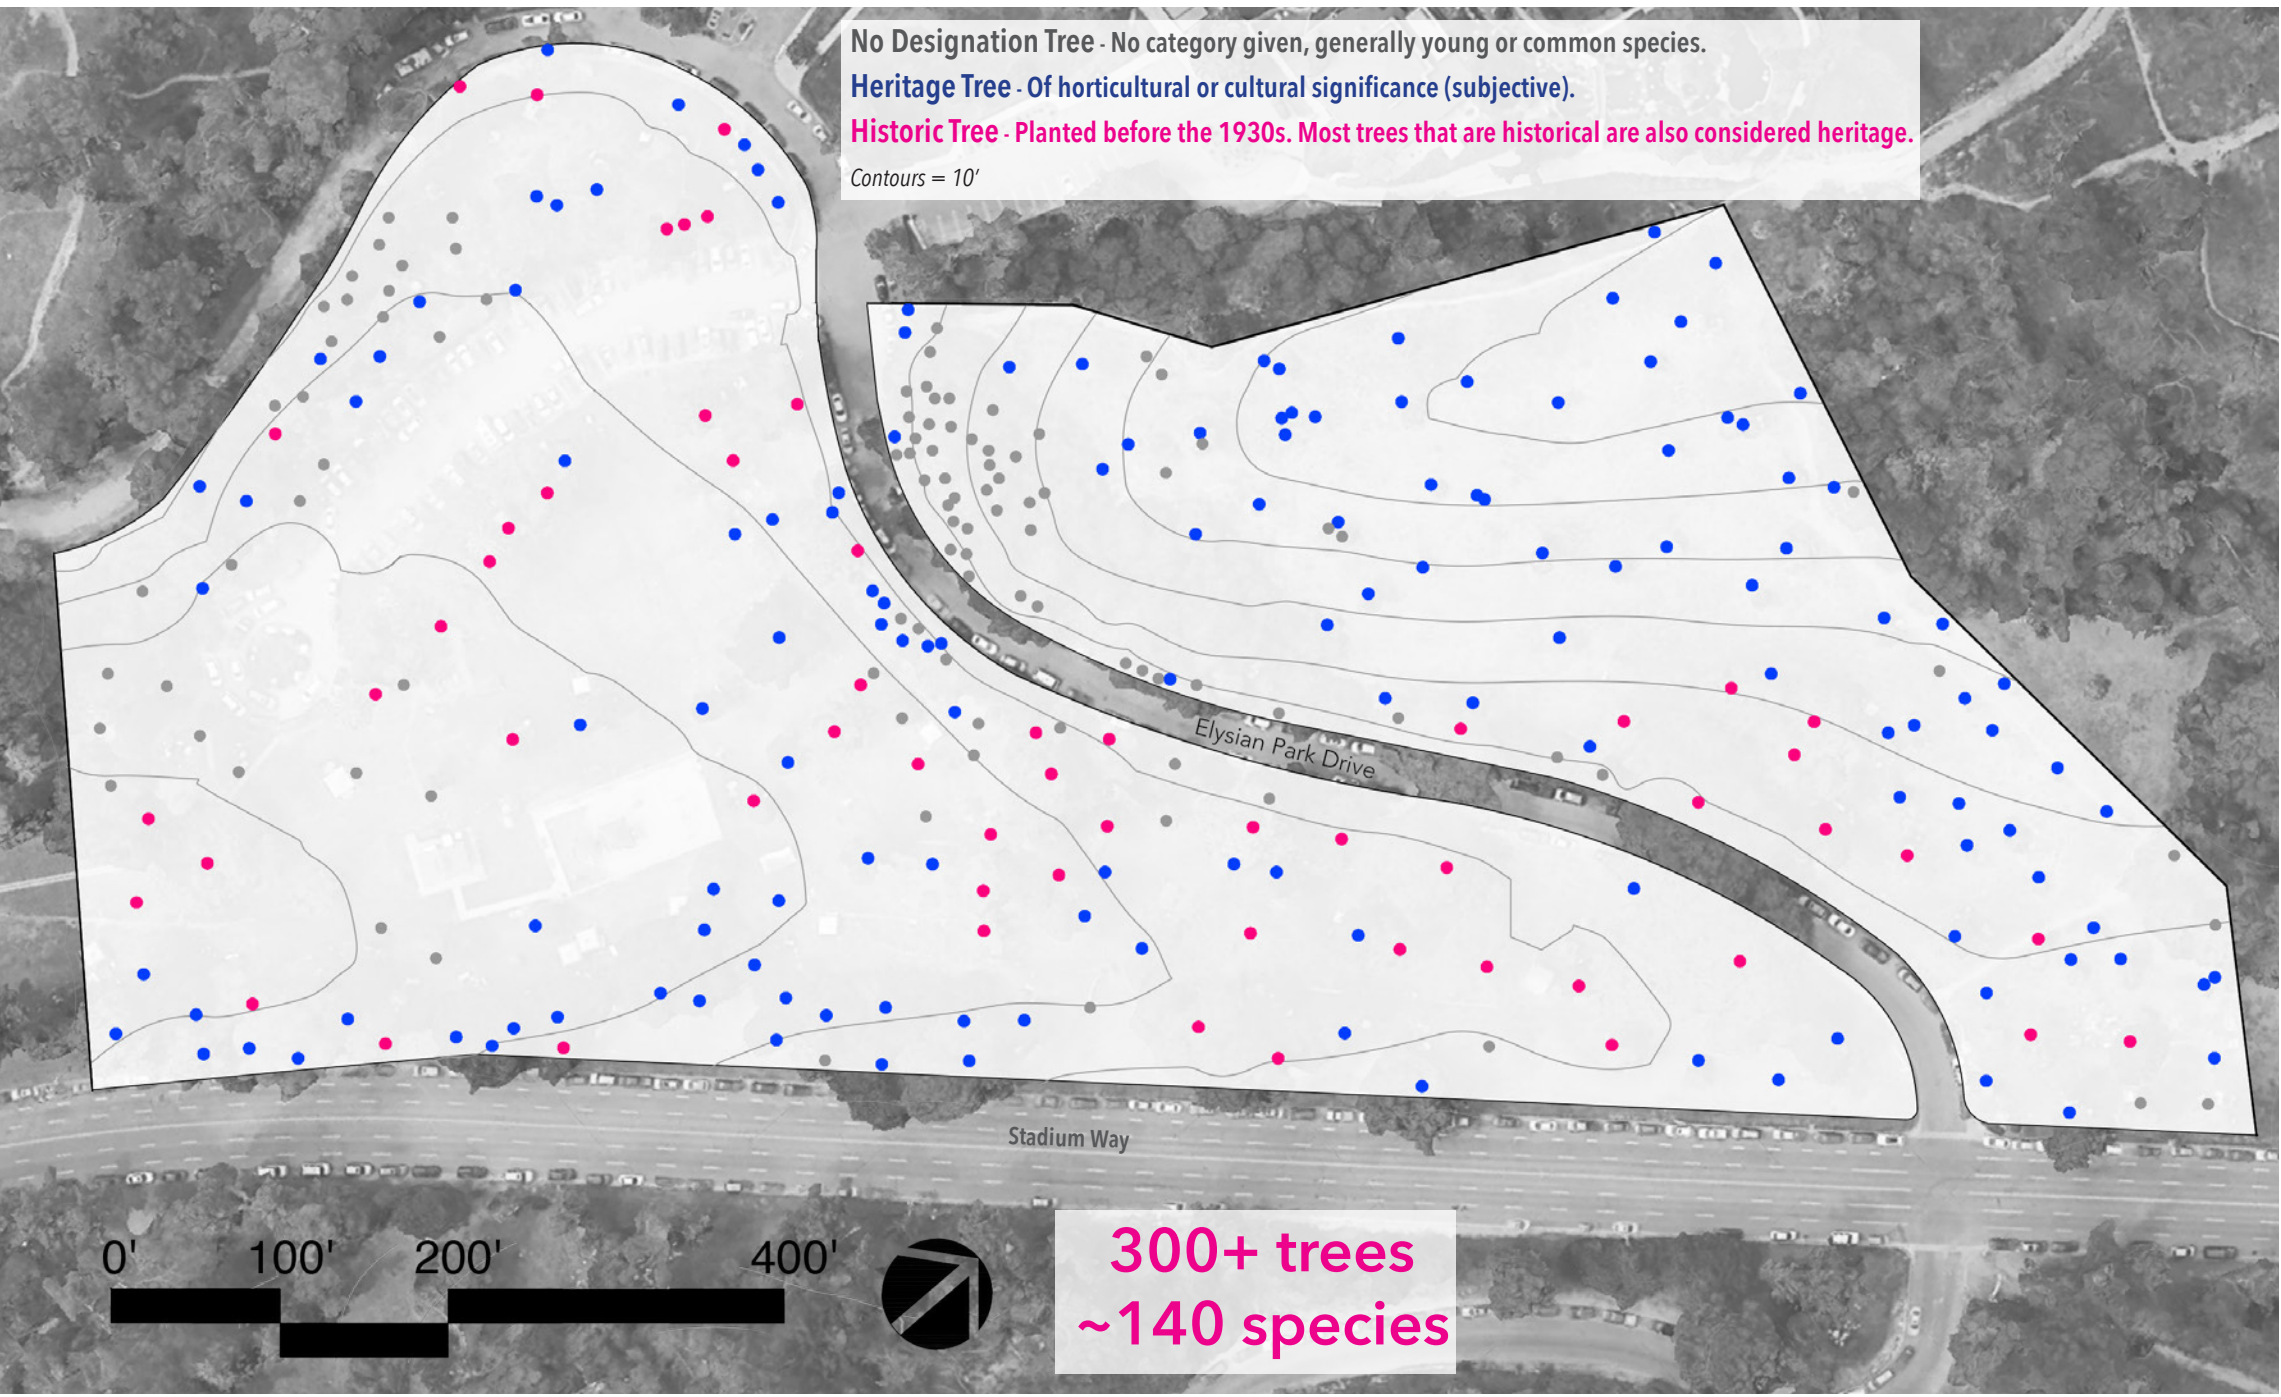 No Designation Tree - No category given, generally young or common species.
Heritage Tree - Of horticultural or cultural significance (subjective).
Historic Tree - Planted before the 1930s. Most trees that are historical are also considered heritage.
Contours = 10'
Elysian Park Drive
Stadium Way
0' 100' 200' 400'
300+ trees
~140 species